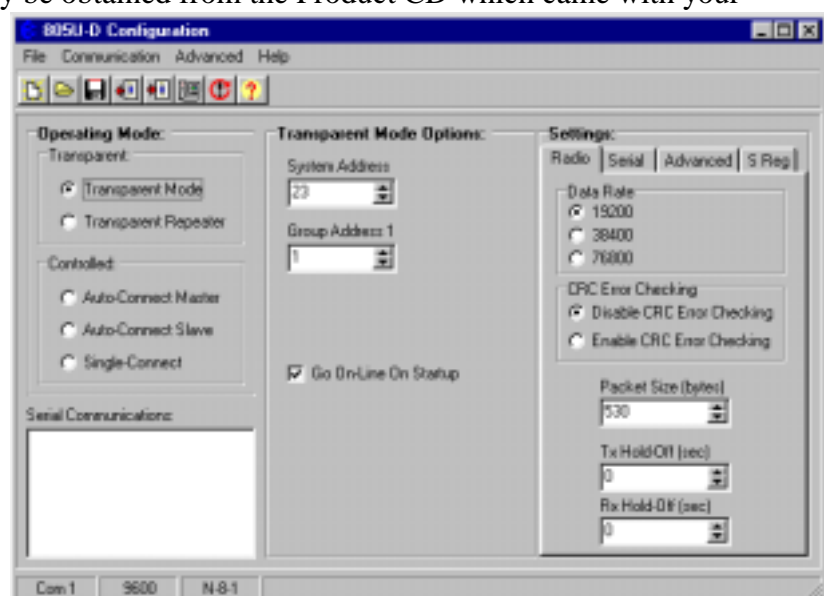 y be obtained from the Product CD which came with your
805U-D Configuration
File Communication Advanced Help
Operating Mode:
Transparent:
Transparent Mode
Transparent Repeater
Controlled:
Auto-Connect Master
Auto-Connect Slave
Single-Connect
Serial Communications:
Transparent Mode Options:
System Address
23
Group Address 1
1
Go On-Line On Startup
Settings:
Radio Serial Advanced S Reg
Data Rate
19200
38400
76800
CRC Error Checking
Disable CRC Error Checking
Enable CRC Error Checking
Packet Size (bytes)
530
Tx Hold-Off (sec)
0
Rx Hold-Off (sec)
0
Com 1 9600 N-8-1